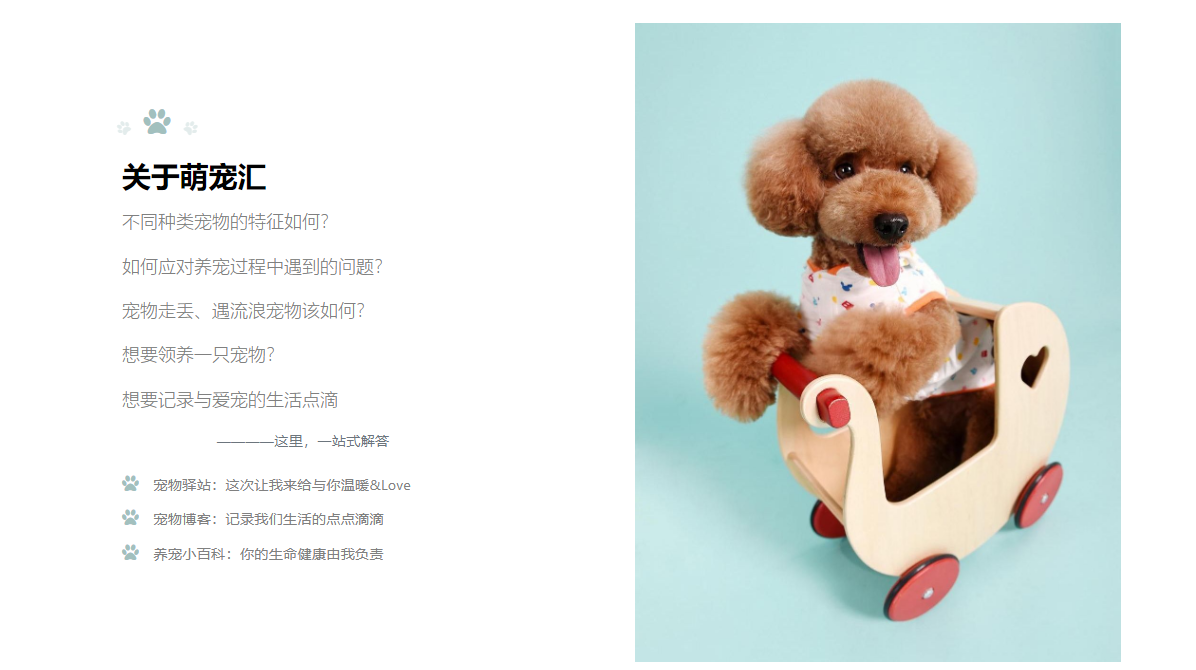 关于萌宠汇
不同种类宠物的特征如何？
如何应对养宠过程中遇到的问题？
宠物走丢、遇流浪宠物该如何？
想要领养一只宠物？
想要记录与爱宠的生活点滴
————这里，一站式解答
宠物驿站：这次让我来给与你温暖&Love
宠物博客：记录我们生活的点点滴滴
养宠小百科：你的生命健康由我负责